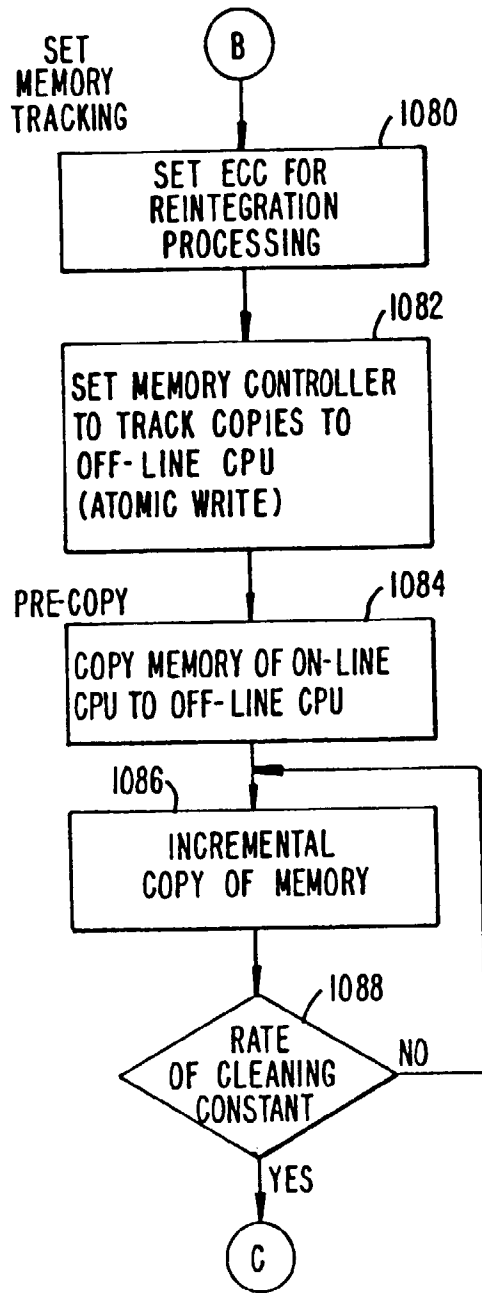 B
SET
MEMORY
TRACKING
1080
SET ECC FOR
REINTEGRATION
PROCESSING
1082
SET MEMORY CONTROLLER
TO TRACK COPIES TO
OFF-LINE CPU
(ATOMIC WRITE)
PRE-COPY
1084
COPY MEMORY OF ON-LINE
CPU TO OFF-LINE CPU
1086
INCREMENTAL
COPY OF MEMORY
1088
RATE
OF CLEANING
CONSTANT
NO
YES
C